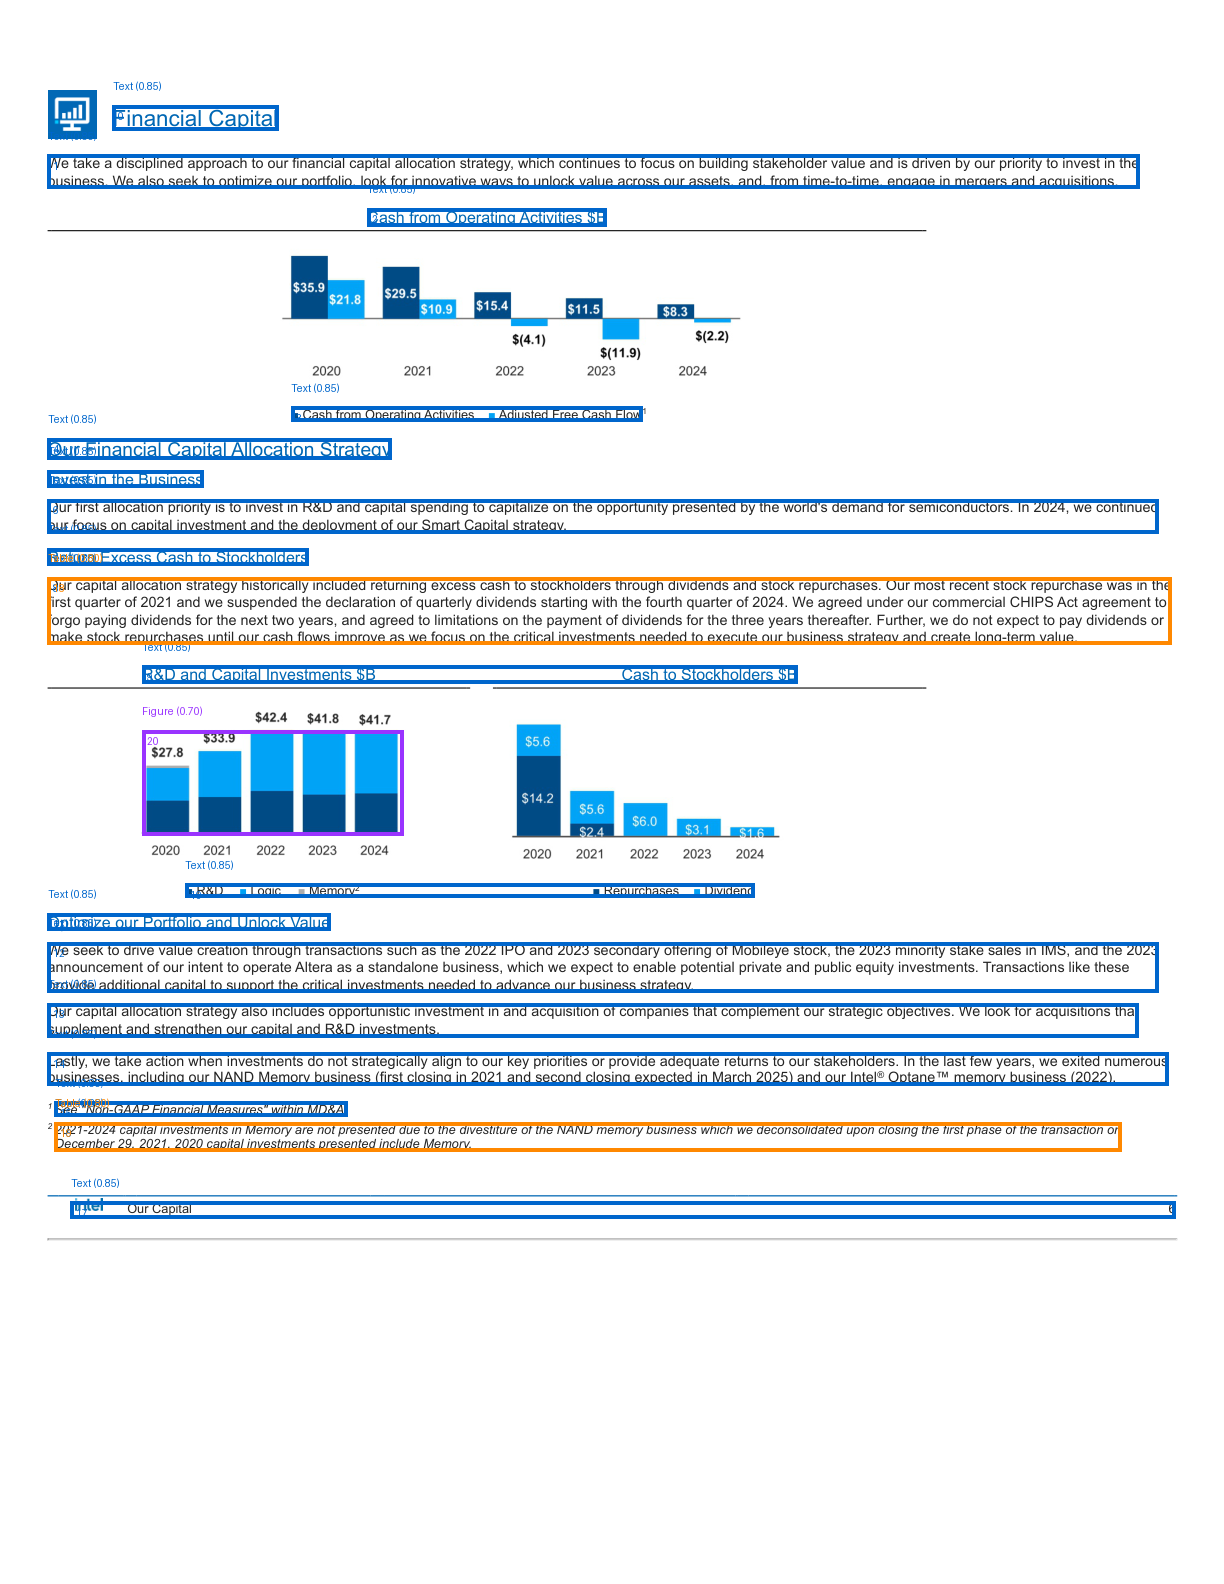 Text (0.85)
Financial Capital
We take a disciplined approach to our financial capital allocation strategy, which continues to focus on building stakeholder value and is driven by our priority to invest in the
business. We also seek to optimize our portfolio, look for innovative ways to unlock value across our assets, and, from time-to-time, engage in mergers and acquisitions.
Text (0.85)
Cash from Operating Activities $B
$35.9 $21.8 $29.5 $10.9 $15.4 $(4.1) $11.5 $(11.9) $8.3 $(2.2)
2020 2021 2022 2023 2024
Text (0.85)
Cash from Operating Activities Adjusted Free Cash Flow¹
Text (0.85)
Our Financial Capital Allocation Strategy
Invest in the Business
Our first allocation priority is to invest in R&D and capital spending to capitalize on the opportunity presented by the world's demand for semiconductors. In 2024, we continued
our focus on capital investment and the deployment of our Smart Capital strategy.
Excess Cash to Stockholders
Our capital allocation strategy historically included returning excess cash to stockholders through dividends and stock repurchases. Our most recent stock repurchase was in the
first quarter of 2021 and we suspended the declaration of quarterly dividends starting with the fourth quarter of 2024. We agreed under our commercial CHIPS Act agreement to
forgo paying dividends for the next two years, and agreed to limitations on the payment of dividends for the three years thereafter. Further, we do not expect to pay dividends or
make stock repurchases until our cash flows improve as we focus on the critical investments needed to execute our business strategy and create long-term value.
Text (0.85)
R&D and Capital Investments $B Cash to Stockholders $B
Figure (0.70)
20
$27.8 $33.9 $42.4 $41.8 $41.7
2020 2021 2022 2023 2024
$5.6 $14.2 $5.6 $2.4 $6.0 $3.1 $1.6
2020 2021 2022 2023 2024
Text (0.85)
R&D Logic Memory² Repurchases Dividend
Text (0.85)
Optimize our Portfolio and Unlock Value
We seek to drive value creation through transactions such as the 2022 IPO and 2023 secondary offering of Mobileye stock, the 2023 minority stake sales in IMS, and the 2023
announcement of our intent to operate Altera as a standalone business, which we expect to enable potential private and public equity investments. Transactions like these
provide additional capital to support the critical investments needed to advance our business strategy.
Our capital allocation strategy also includes opportunistic investment in and acquisition of companies that complement our strategic objectives. We look for acquisitions tha
supplement and strengthen our capital and R&D investments.
Lastly, we take action when investments do not strategically align to our key priorities or provide adequate returns to our stakeholders. In the last few years, we exited numerous
businesses, including our NAND Memory business (first closing in 2021 and second closing expected in March 2025) and our Intel® Optane™ memory business (2022).
¹ See "Non-GAAP Financial Measures" within MD&A
² 2021-2024 capital investments in Memory are not presented due to the divestiture of the NAND memory business which we deconsolidated upon closing the first phase of the transaction on
December 29, 2021. 2020 capital investments presented include Memory.
Text (0.85)
intel Our Capital